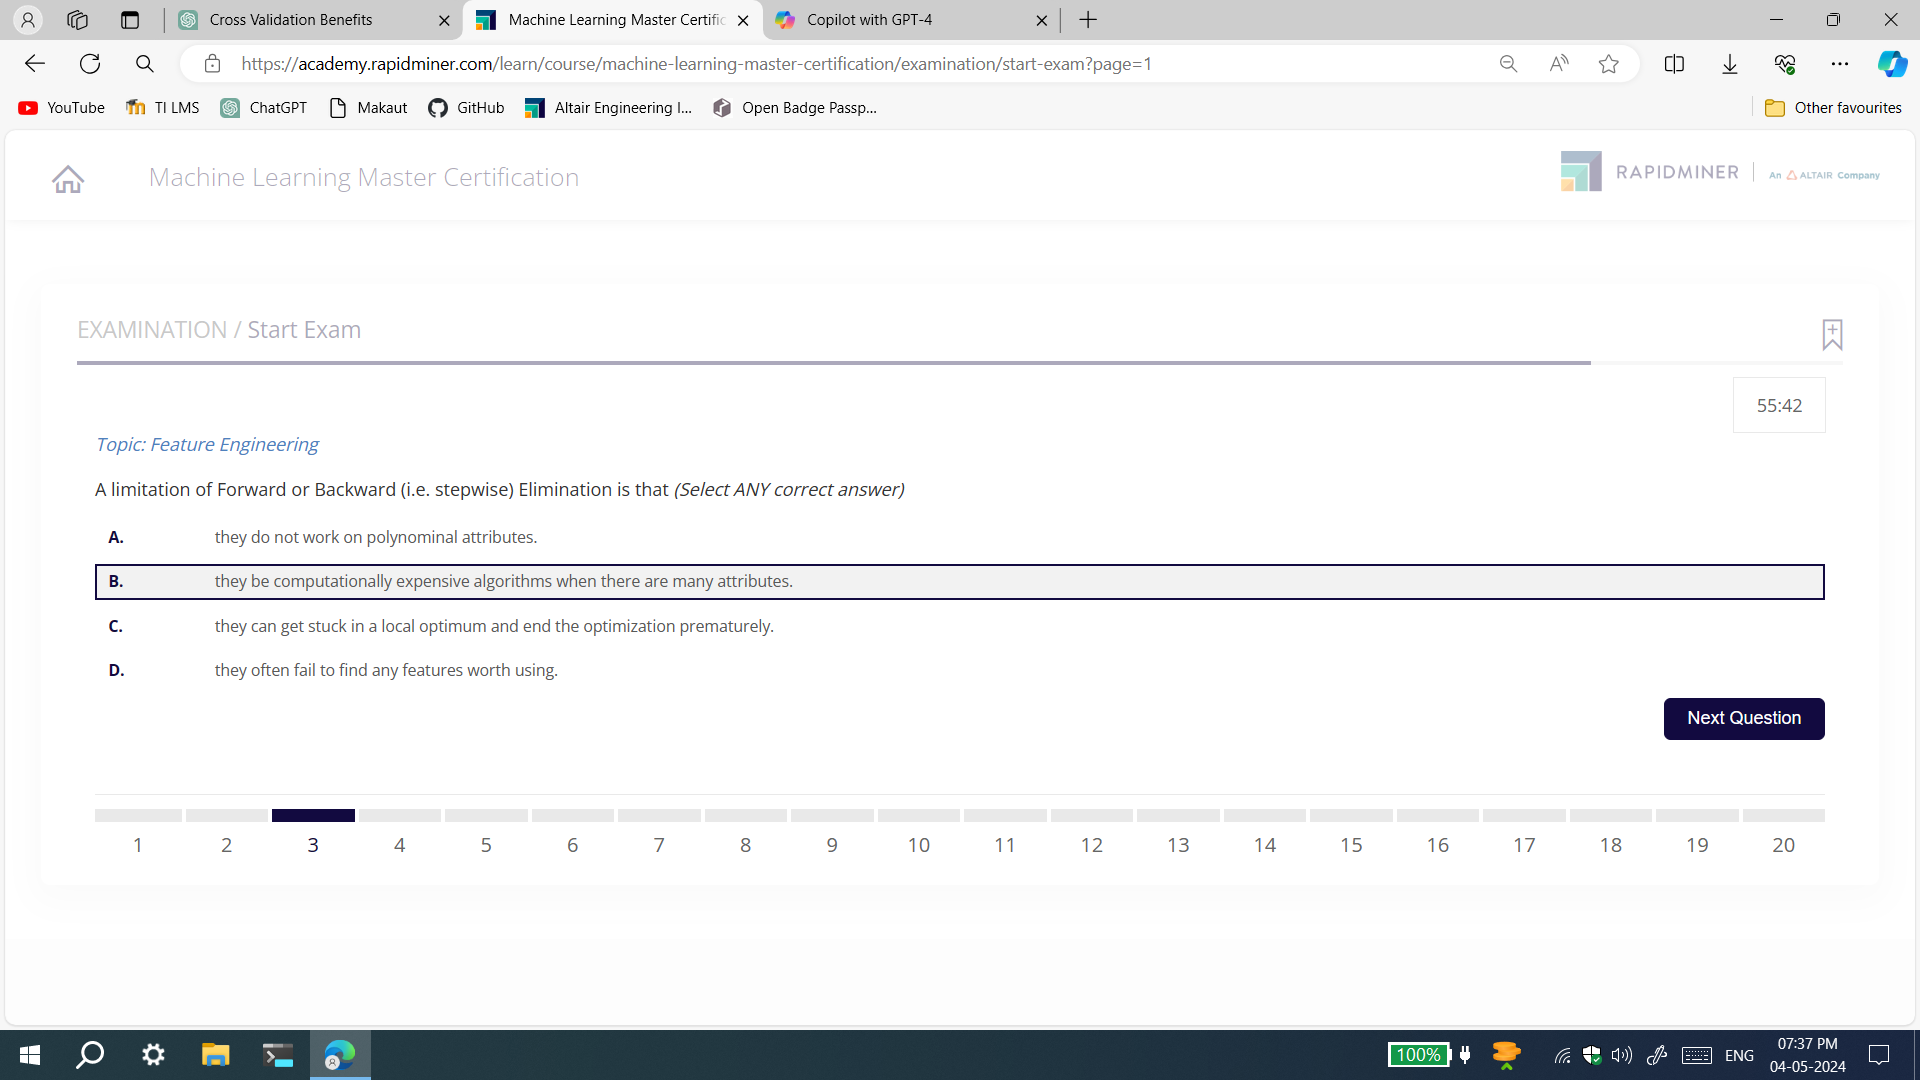 Cross Validation Benefits
Machine Learning Master Certific
Copilot with GPT-4
https://academy.rapidminer.com/learn/course/machine-learning-master-certification/examination/start-exam?page=1
YouTube
TI LMS
ChatGPT
Makaut
GitHub
Altair Engineering I...
Open Badge Passp...
Other favourites
Machine Learning Master Certification
RAPIDMINER
An ALTAIR Company
EXAMINATION / Start Exam
55:42
Topic: Feature Engineering
A limitation of Forward or Backward (i.e. stepwise) Elimination is that (Select ANY correct answer)
A. they do not work on polynominal attributes.
B. they be computationally expensive algorithms when there are many attributes.
C. they can get stuck in a local optimum and end the optimization prematurely.
D. they often fail to find any features worth using.
Next Question
1 2 3 4 5 6 7 8 9 10 11 12 13 14 15 16 17 18 19 20
100%
ENG
07:37 PM
04-05-2024